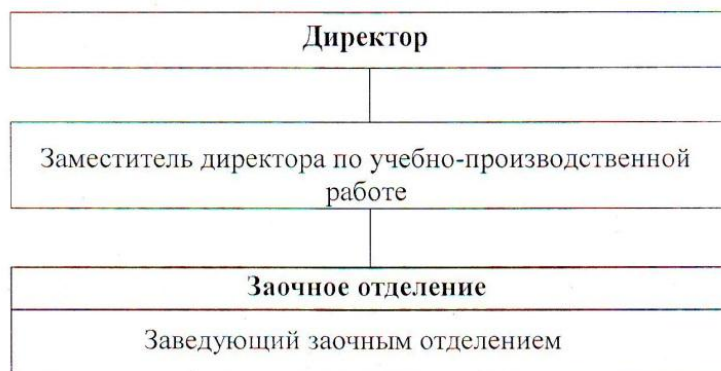 Директор
Заместитель директора по учебно-производственной
работе
Заочное отделение
Заведующий заочным отделением